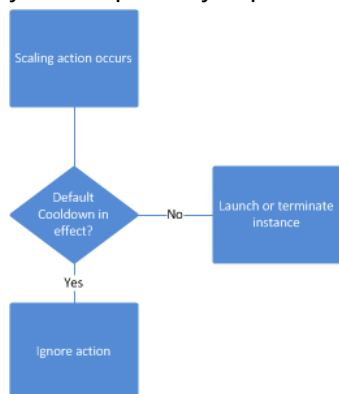 Scaling action occurs
Default
Cooldown in
effect?
No
Launch or terminate
instance
Yes
Ignore action